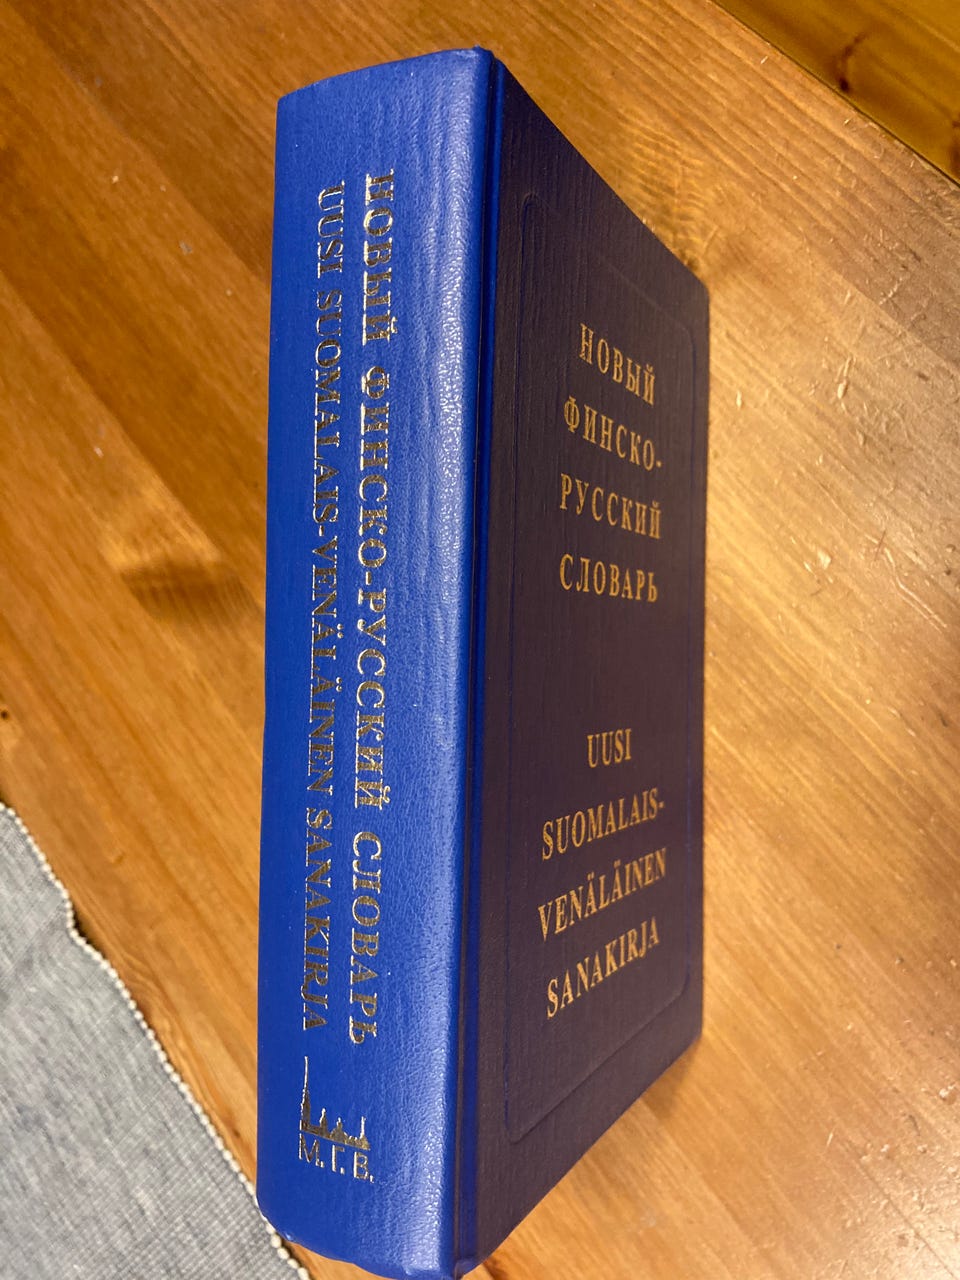 НОВЫЙ ФИНСКО-РУССКИЙ СЛОВАРЬ
UUSI SUOMALAIS-VENÄLÄINEN SANAKIRJA
М.Г.В.
НОВЫЙ
ФИНСКО-
РУССКИЙ
СЛОВАРЬ
UUSI
SUOMALAIS-
VENÄLÄINEN
SANAKIRJA